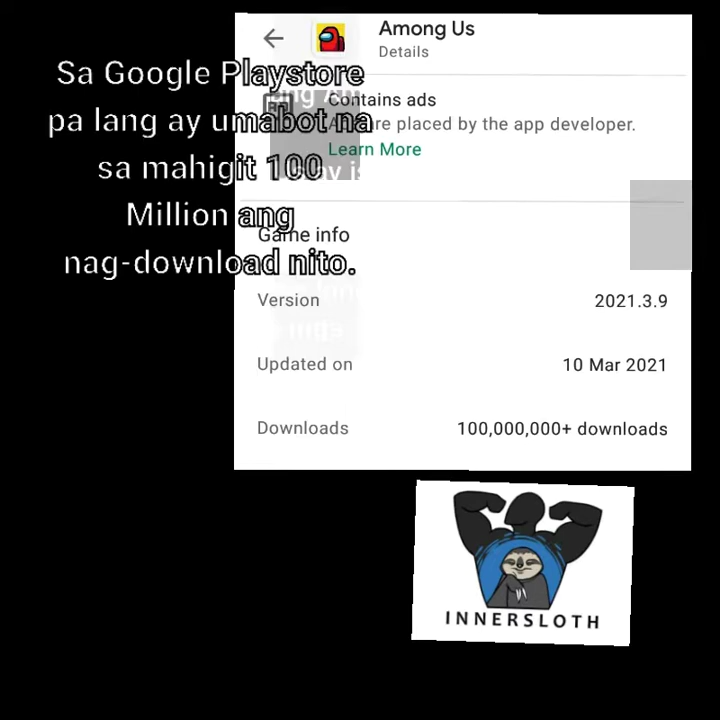 Among Us
Details
Sa Google Playstore
pa lang ay umabot na
sa mahigit 100
Million ang
nag-download nito.
Contains ads
are placed by the app developer.
Learn More
Game info
Version 2021.3.9
Updated on 10 Mar 2021
Downloads 100,000,000+ downloads
INNERSLOTH